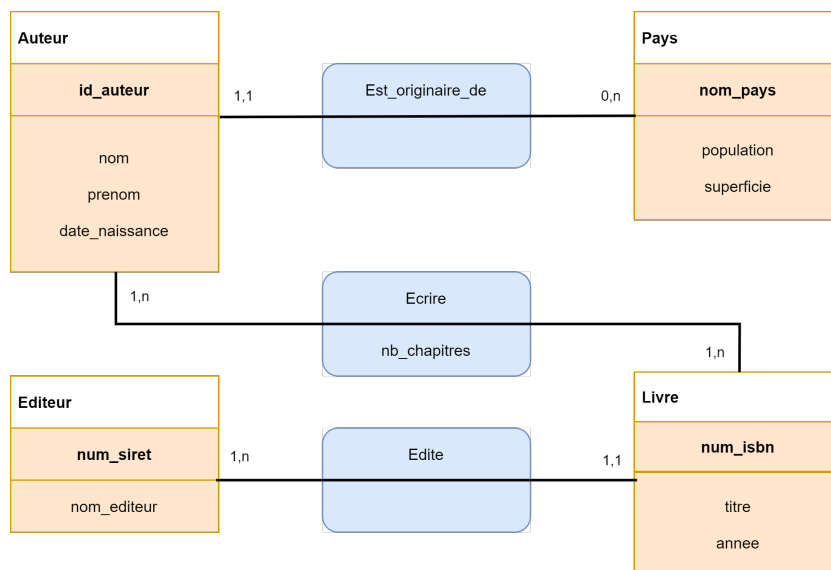 Auteur
id_auteur
nom
prenom
date_naissance
1,1
Est_originaire_de
0,n
Pays
nom_pays
population
superficie
1,n
Ecrire
nb_chapitres
1,n
Editeur
num_siret
nom_editeur
1,n
Edite
1,1
Livre
num_isbn
titre
annee